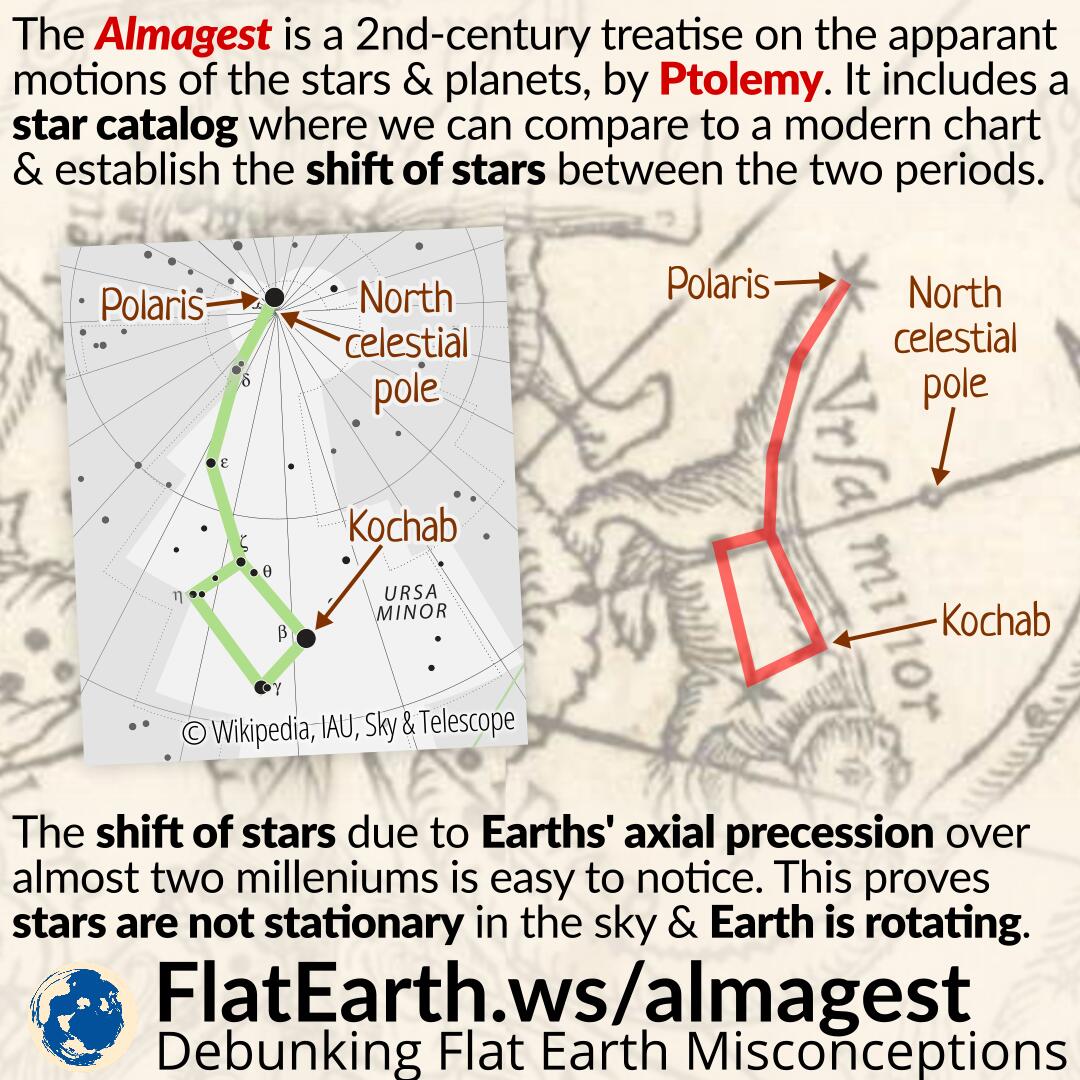 The Almagest is a 2nd-century treatise on the apparant
motions of the stars & planets, by Ptolemy. It includes a
star catalog where we can compare to a modern chart
& establish the shift of stars between the two periods.
Polaris
North
celestial
pole
δ
ε
ζ
θ
η
β
γ
Kochab
URSA
MINOR
© Wikipedia, IAU, Sky & Telescope
Polaris
North
celestial
pole
Vrſa minor
Kochab
The shift of stars due to Earths' axial precession over
almost two milleniums is easy to notice. This proves
stars are not stationary in the sky & Earth is rotating.
FlatEarth.ws/almagest
Debunking Flat Earth Misconceptions